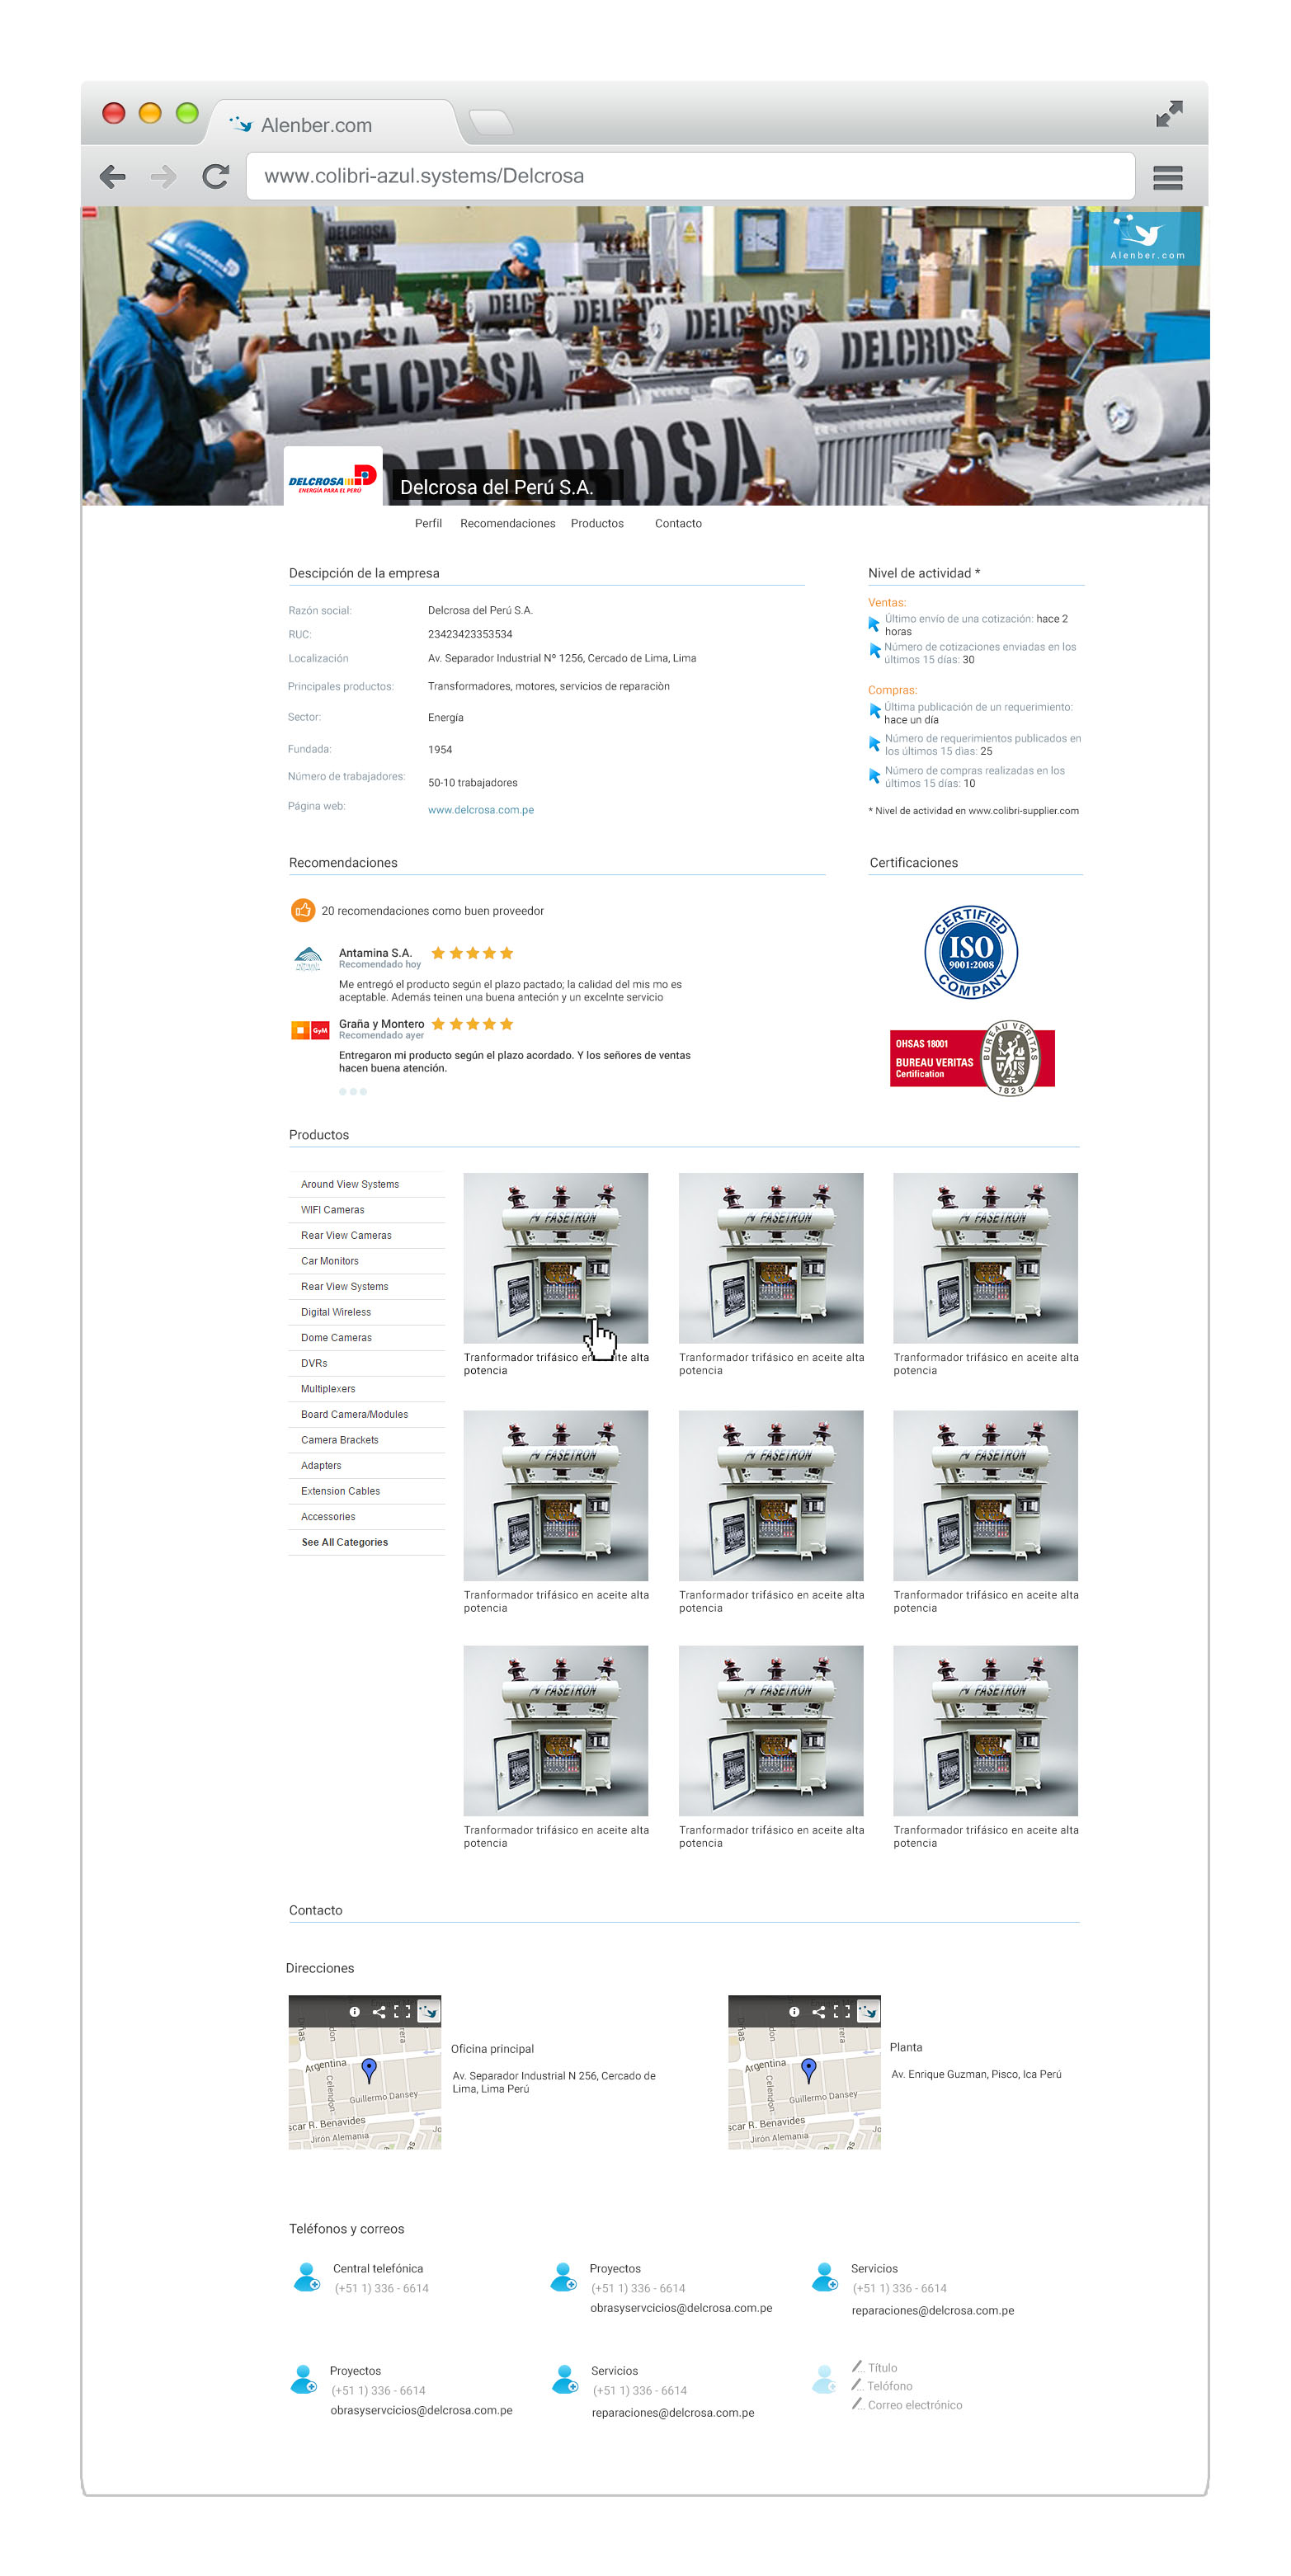 Alenber.com
www.colibri-azul.systems/Delcrosa
Alenber.com
DELCROSA
DELCROSA
DELCROSA
DELCROSA
DELCROSA
ENERGÍA PARA EL PERÚ
Delcrosa del Perú S.A.
Perfil Recomendaciones Productos Contacto
Descipción de la empresa
Razón social: Delcrosa del Perú S.A.
RUC: 23423423353534
Localización Av. Separador Industrial Nº 1256, Cercado de Lima, Lima
Principales productos: Transformadores, motores, servicios de reparaciòn
Sector: Energía
Fundada: 1954
Número de trabajadores: 50-10 trabajadores
Página web: www.delcrosa.com.pe
Nivel de actividad *
Ventas:
Último envío de una cotización: hace 2
horas
Número de cotizaciones enviadas en los
últimos 15 días: 30
Compras:
Última publicación de un requerimiento:
hace un día
Número de requerimientos publicados en
los últimos 15 dias: 25
Número de compras realizadas en los
últimos 15 días: 10
* Nivel de actividad en www.colibri-supplier.com
Recomendaciones
20 recomendaciones como buen proveedor
Antamina S.A.
Recomendado hoy
Me entregó el producto según el plazo pactado; la calidad del mis mo es
aceptable. Además teinen una buena anteción y un excelnte servicio
GyM
Graña y Montero
Recomendado ayer
Entregaron mi producto según el plazo acordado. Y los señores de ventas
hacen buena atención.
Certificaciones
CERTIFIED
ISO
9001:2008
COMPANY
OHSAS 18001
BUREAU VERITAS
Certification
BUREAU VERITAS
1828
Productos
Around View Systems
WIFI Cameras
Rear View Cameras
Car Monitors
Rear View Systems
Digital Wireless
Dome Cameras
DVRs
Multiplexers
Board Camera/Modules
Camera Brackets
Adapters
Extension Cables
Accessories
See All Categories
FASETRON
FASETRON
FASETRON
Tranformador trifásico en aceite alta
potencia
Tranformador trifásico en aceite alta
potencia
Tranformador trifásico en aceite alta
potencia
FASETRON
FASETRON
FASETRON
Tranformador trifásico en aceite alta
potencia
Tranformador trifásico en aceite alta
potencia
Tranformador trifásico en aceite alta
potencia
FASETRON
FASETRON
FASETRON
Tranformador trifásico en aceite alta
potencia
Tranformador trifásico en aceite alta
potencia
Tranformador trifásico en aceite alta
potencia
Contacto
Direcciones
Argentina
Celendon
Guillermo Dansey
scar R. Benavides
Jirón Alemania
Oficina principal
Av. Separador Industrial N 256, Cercado de
Lima, Lima Perú
Argentina
Celendon
Guillermo Dansey
scar R. Benavides
Jirón Alemania
Planta
Av. Enrique Guzman, Pisco, Ica Perú
Teléfonos y correos
Central telefónica
(+51 1) 336 - 6614
Proyectos
(+51 1) 336 - 6614
obrasyservcicios@delcrosa.com.pe
Servicios
(+51 1) 336 - 6614
reparaciones@delcrosa.com.pe
Proyectos
(+51 1) 336 - 6614
obrasyservcicios@delcrosa.com.pe
Servicios
(+51 1) 336 - 6614
reparaciones@delcrosa.com.pe
... Título
... Telófono
... Correo electrónico